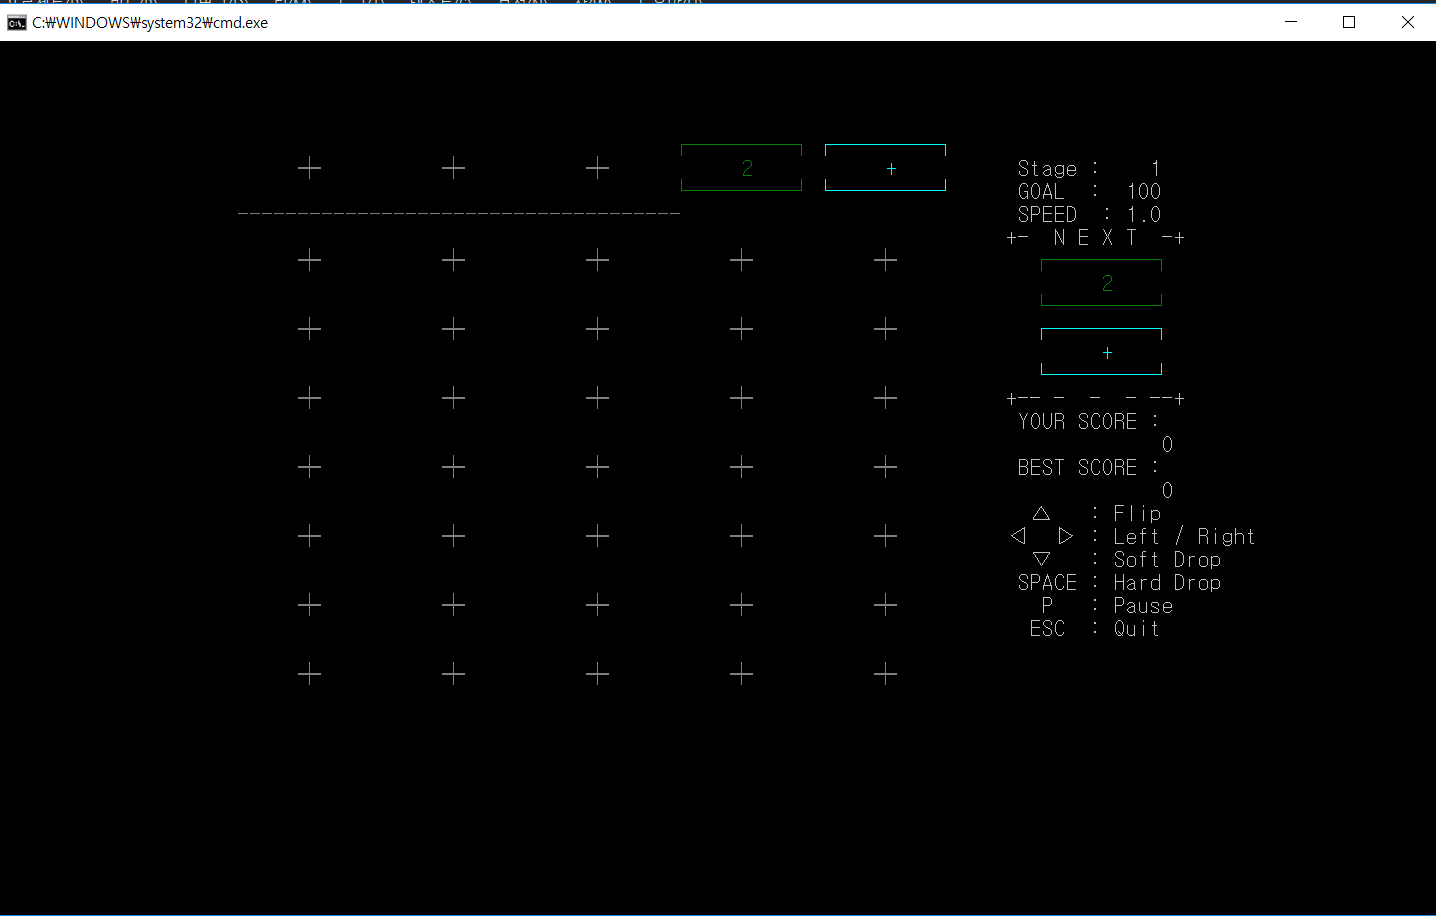 C:₩WINDOWS₩system32₩cmd.exe
2 +
Stage : 1
GOAL : 100
SPEED : 1.0
+- N E X T -+
2
+
+-- - - - --+
YOUR SCORE :
0
BEST SCORE :
0
△ : Flip
◁ ▷ : Left / Right
▽ : Soft Drop
SPACE : Hard Drop
P : Pause
ESC : Quit